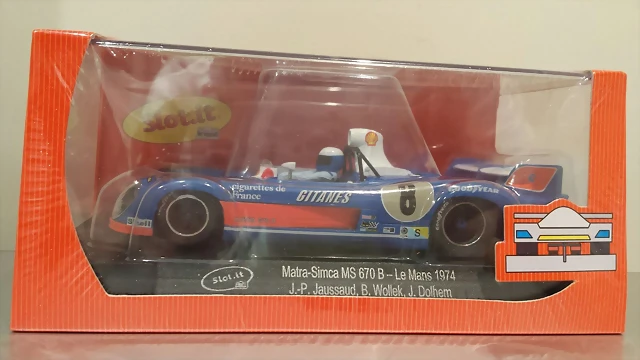 Slot.it
cigarettes de
France
GITANES
8
GOODYEAR
S
Slot.it
Matra-Simca MS 670 B – Le Mans 1974
J.-P. Jaussaud, B. Wollek, J. Dolhem